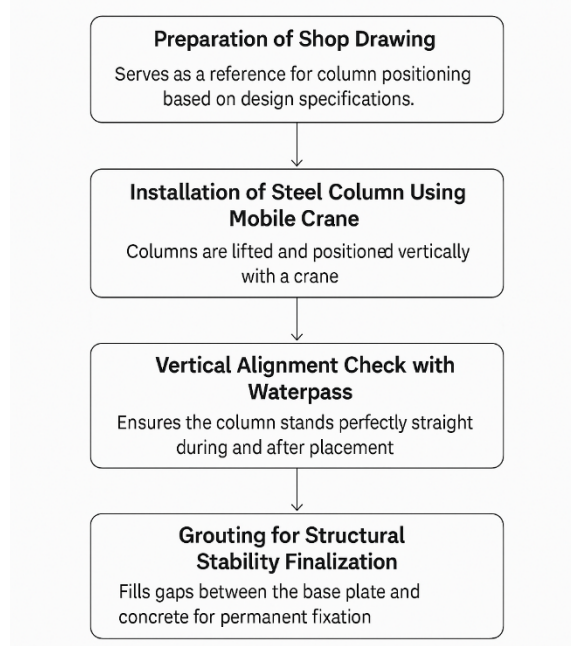 Preparation of Shop Drawing
Serves as a reference for column positioning
based on design specifications.
Installation of Steel Column Using
Mobile Crane
Columns are lifted and positioned vertically
with a crane
Vertical Alignment Check with
Waterpass
Ensures the column stands perfectly straight
during and after placement
Grouting for Structural
Stability Finalization
Fills gaps between the base plate and
concrete for permanent fixation